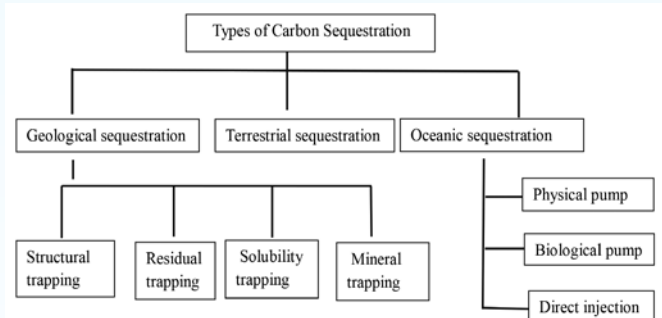 Types of Carbon Sequestration
Geological sequestration
Terrestrial sequestration
Oceanic sequestration
Physical pump
Biological pump
Direct injection
Structural
trapping
Residual
trapping
Solubility
trapping
Mineral
trapping